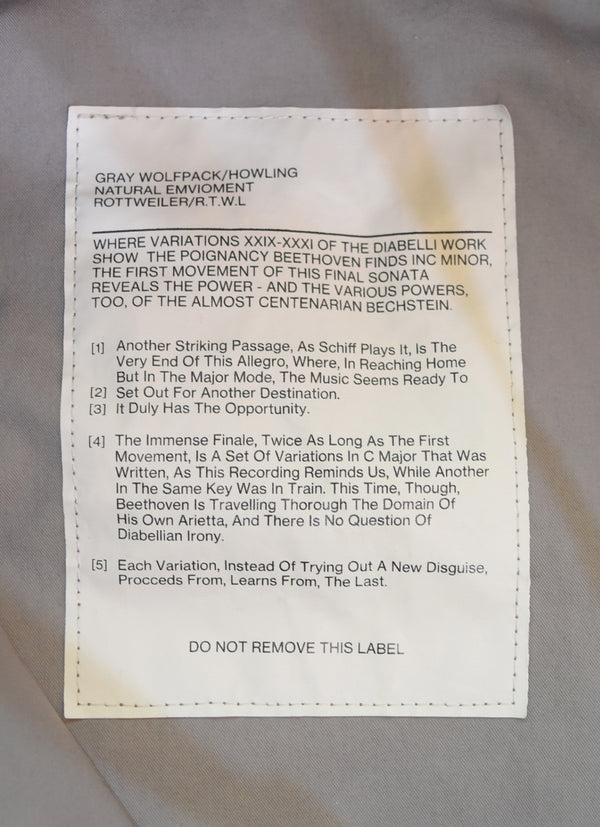 GRAY WOLFPACK/HOWLING
NATURAL EMVIOMENT
ROTTWEILER/R.T.W.L
WHERE VARIATIONS XXIX-XXXI OF THE DIABELLI WORK
SHOW THE POIGNANCY BEETHOVEN FINDS INC MINOR,
THE FIRST MOVEMENT OF THIS FINAL SONATA
REVEALS THE POWER - AND THE VARIOUS POWERS,
TOO, OF THE ALMOST CENTENARIAN BECHSTEIN.
[1] Another Striking Passage, As Schiff Plays It, Is The
Very End Of This Allegro, Where, In Reaching Home
But In The Major Mode, The Music Seems Ready To
[2] Set Out For Another Destination.
[3] It Duly Has The Opportunity.
[4] The Immense Finale, Twice As Long As The First
Movement, Is A Set Of Variations In C Major That Was
Written, As This Recording Reminds Us, While Another
In The Same Key Was In Train. This Time, Though,
Beethoven Is Travelling Thorough The Domain Of
His Own Arietta, And There Is No Question Of
Diabellian Irony.
[5] Each Variation, Instead Of Trying Out A New Disguise,
Procceds From, Learns From, The Last.
DO NOT REMOVE THIS LABEL